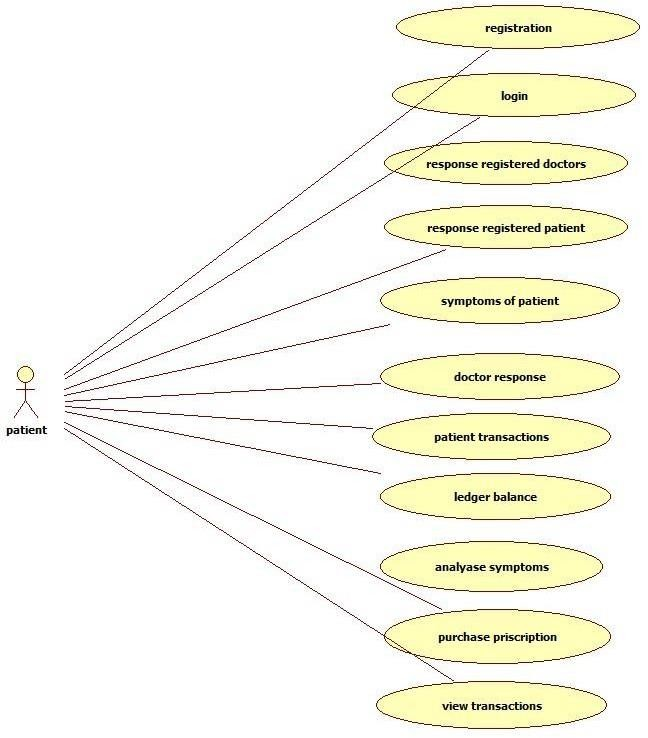 registration
login
response registered doctors
response registered patient
symptoms of patient
doctor response
patient
patient transactions
ledger balance
analyase symptoms
purchase priscription
view transactions